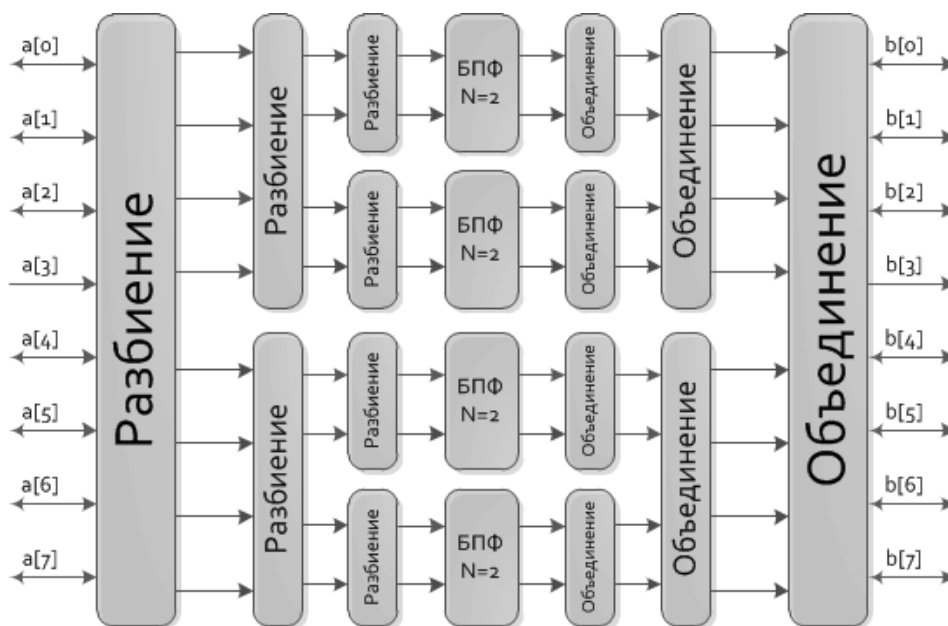 a[0]
a[1]
a[2]
a[3]
a[4]
a[5]
a[6]
a[7]
Разбиение
Разбиение
Разбиение
Разбиение
Разбиение
Разбиение
Разбиение
БПФ
N=2
БПФ
N=2
БПФ
N=2
БПФ
N=2
Объединение
Объединение
Объединение
Объединение
Объединение
Объединение
Объединение
b[0]
b[1]
b[2]
b[3]
b[4]
b[5]
b[6]
b[7]